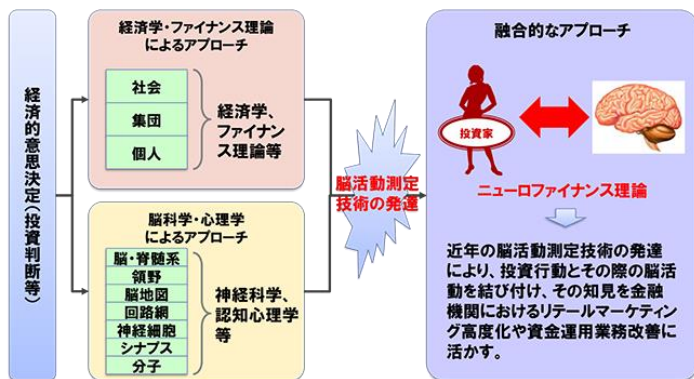 経済的意思決定（投資判断等）
経済学・ファイナンス理論
によるアプローチ
社会
集団
個人
経済学、
ファイナン
ス理論等
脳科学・心理学
によるアプローチ
脳・脊髄系
領野
脳地図
回路網
神経細胞
シナプス
分子
神経科学、
認知心理学
等
脳活動測定
技術の発達
融合的なアプローチ
投資家
ニューロファイナンス理論
近年の脳活動測定技術の発達
により、投資行動とその際の脳活
動を結び付け、その知見を金融
機関におけるリテールマーケティ
ング高度化や資金運用業務改善に
活かす。